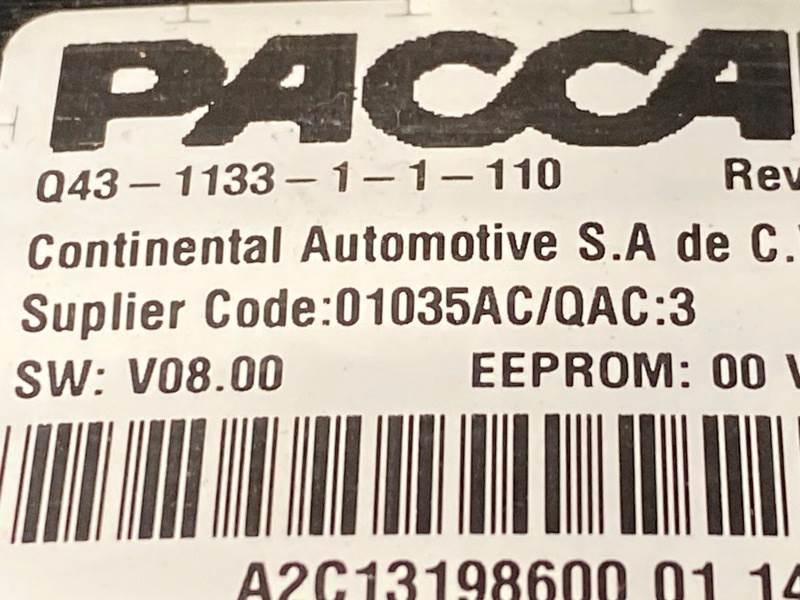 PACCA
Q43-1133-1-1-110 Rev
Continental Automotive S.A de C.
Suplier Code:01035AC/QAC:3
SW: V08.00 EEPROM: 00
A2C13198600 01 14